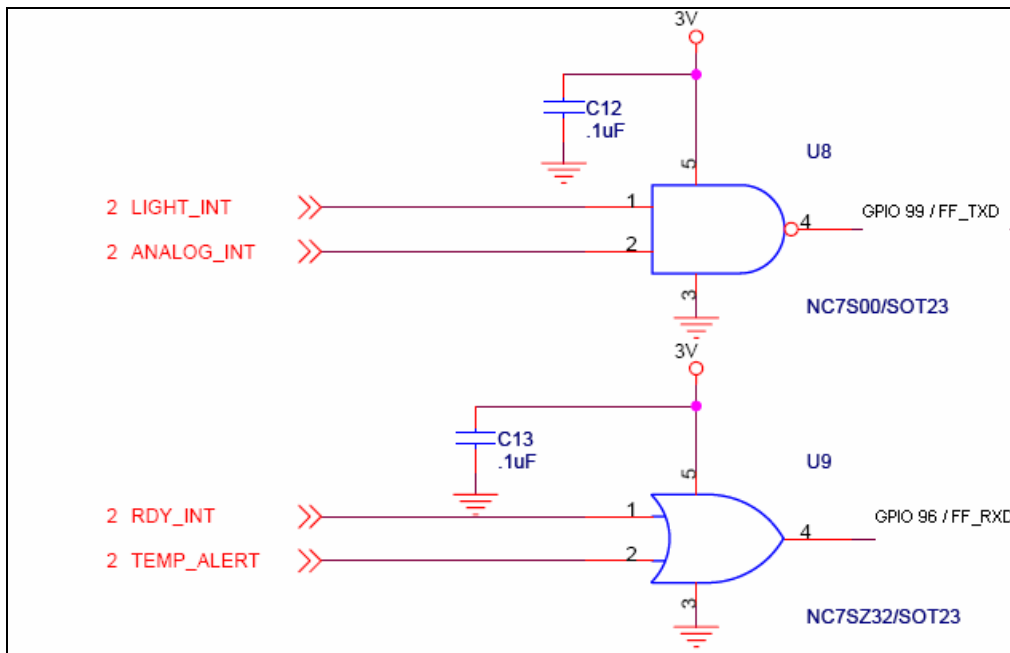 3V
C12
.1uF
5
U8
2 LIGHT_INT
1
4
GPIO 99 / FF_TXD
2 ANALOG_INT
2
3
NC7S00/SOT23
3V
C13
.1uF
5
U9
2 RDY_INT
1
4
GPIO 96 / FF_RXD
2 TEMP_ALERT
2
3
NC7SZ32/SOT23